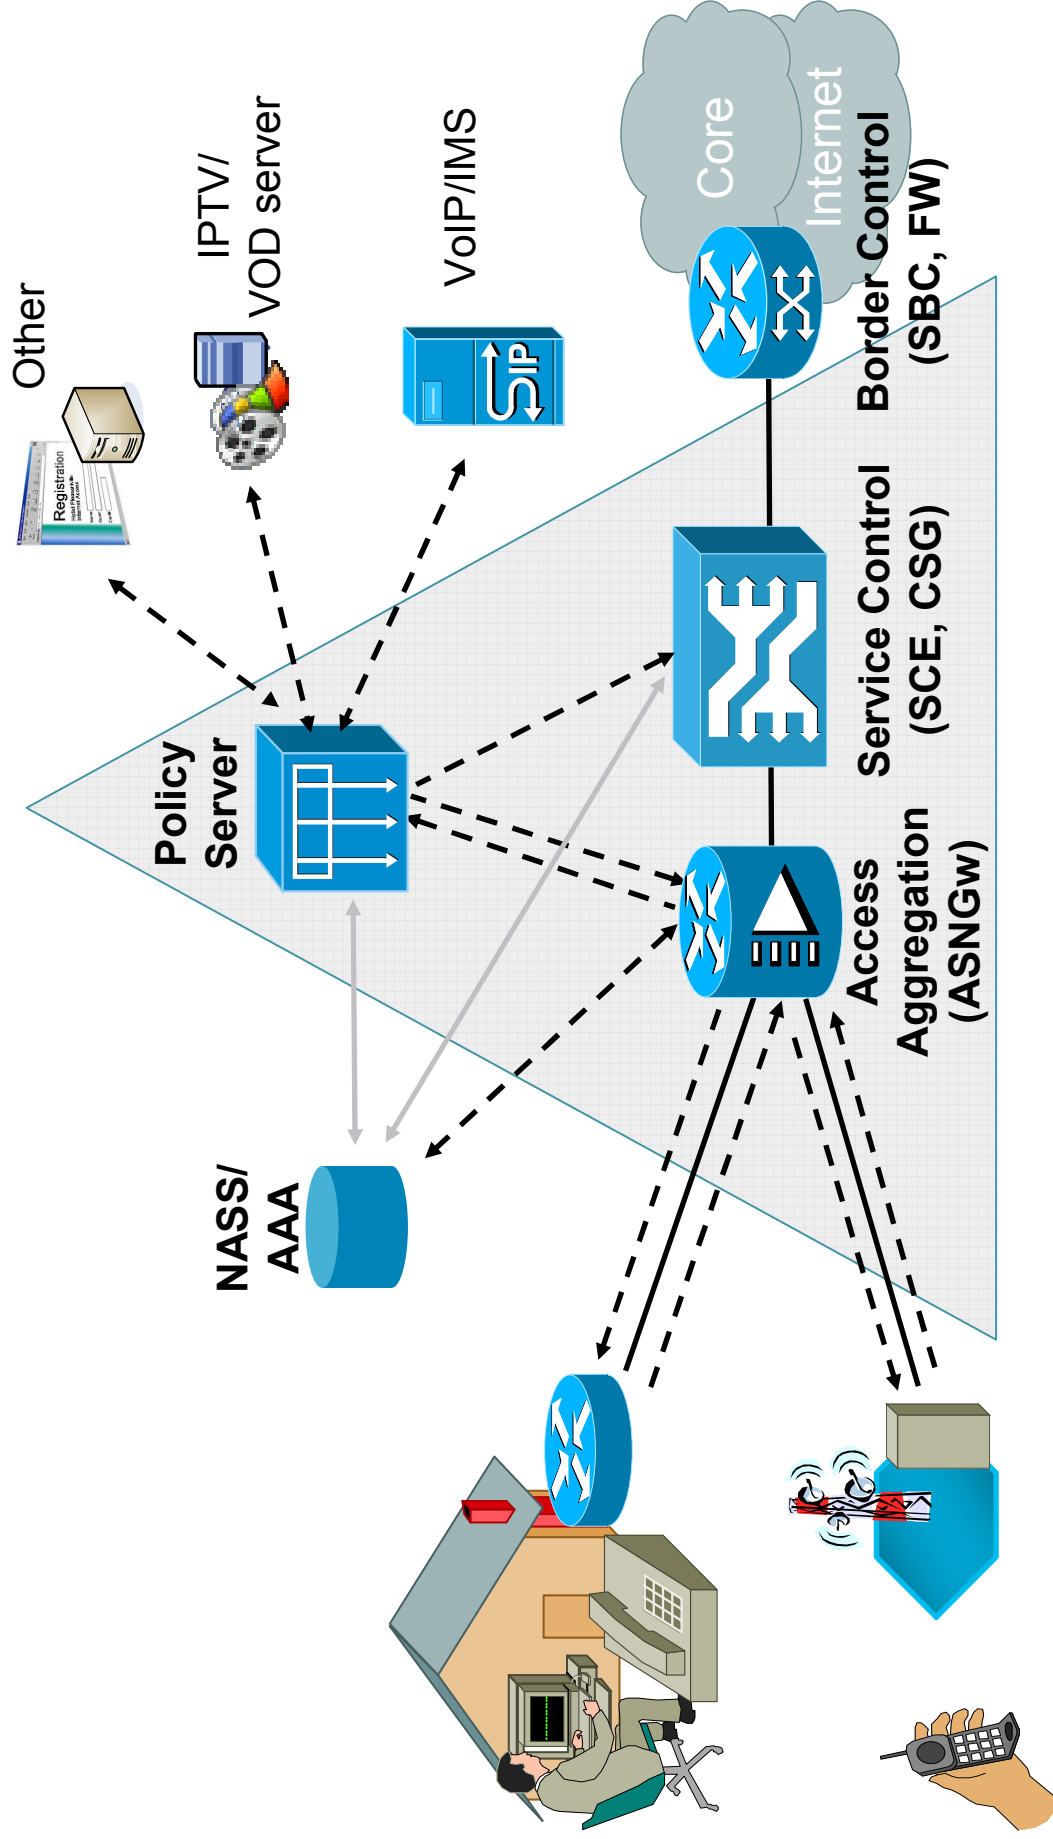 Other
IPTV/
VOD server
VoIP/IMS
Registration
Policy
Server
NASS/
AAA
SIP
Core
Internet
Access
Aggregation
(ASNGw)
Service Control
(SCE, CSG)
Border Control
(SBC, FW)